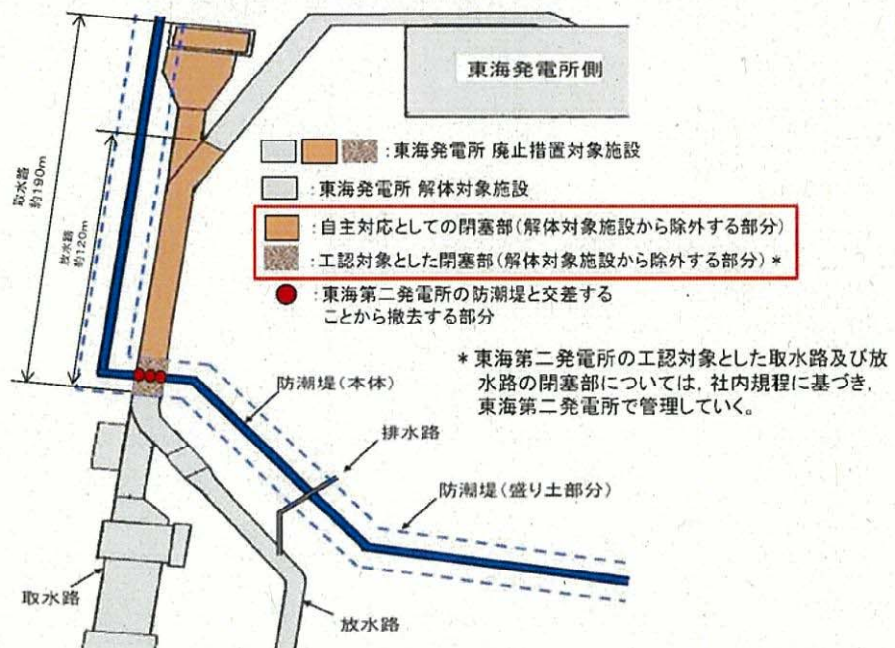 東海発電所側
取水路
約190m
放水路
約120m
:東海発電所 廃止措置対象施設
:東海発電所 解体対象施設
:自主対応としての閉塞部(解体対象施設から除外する部分)
:工認対象とした閉塞部(解体対象施設から除外する部分)*
:東海第二発電所の防潮堤と交差する
ことから撤去する部分
*東海第二発電所の工認対象とした取水路及び放
水路の閉塞部については,社内規程に基づき,
東海第二発電所で管理していく。
防潮堤(本体)
排水路
防潮堤(盛り土部分)
取水路
放水路